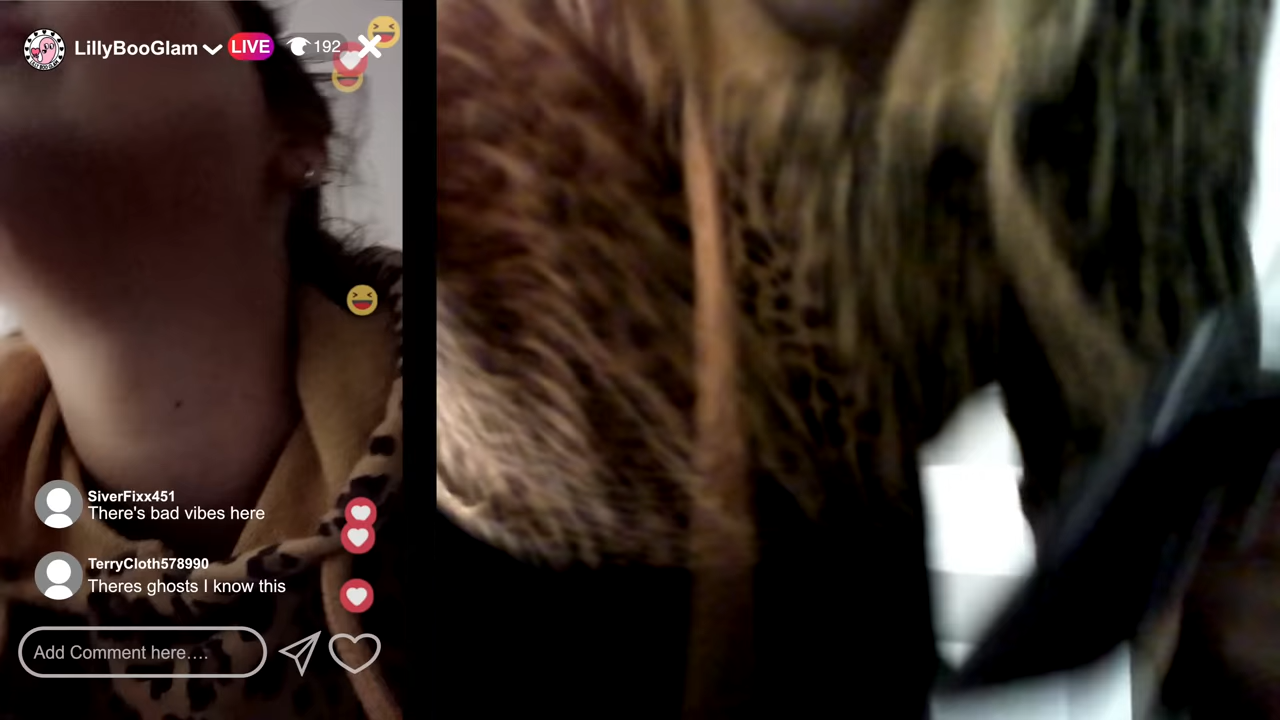 LillyBooGlam
LIVE
192
SiverFixx451
There's bad vibes here
TerryCloth578990
Theres ghosts I know this
Add Comment here....